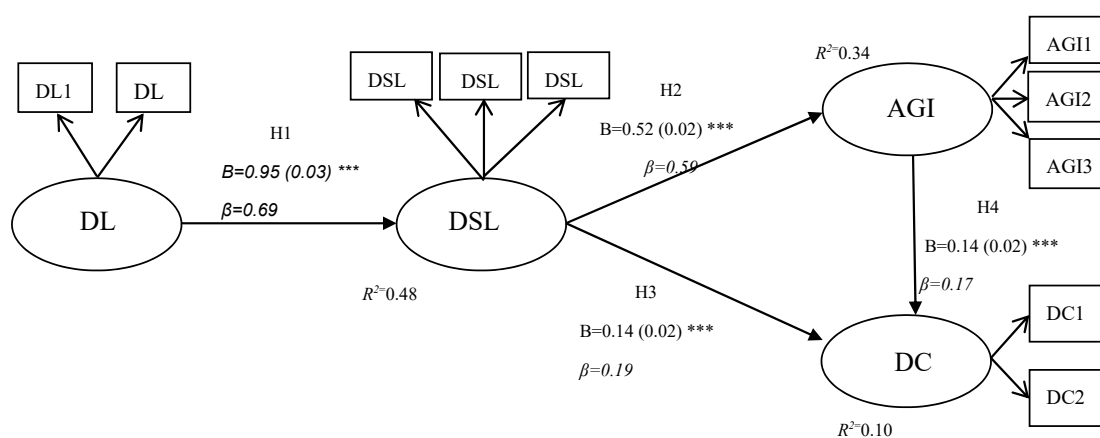 DL1
DL
DSL
DSL
DSL
R²=0.34
AGI
AGI1
AGI2
AGI3
H1
B=0.95 (0.03) ***
β=0.69
H2
B=0.52 (0.02) ***
β=0.59
DL
DSL
R²=0.48
H3
B=0.14 (0.02) ***
β=0.19
H4
B=0.14 (0.02) ***
β=0.17
DC
DC1
DC2
R²=0.10